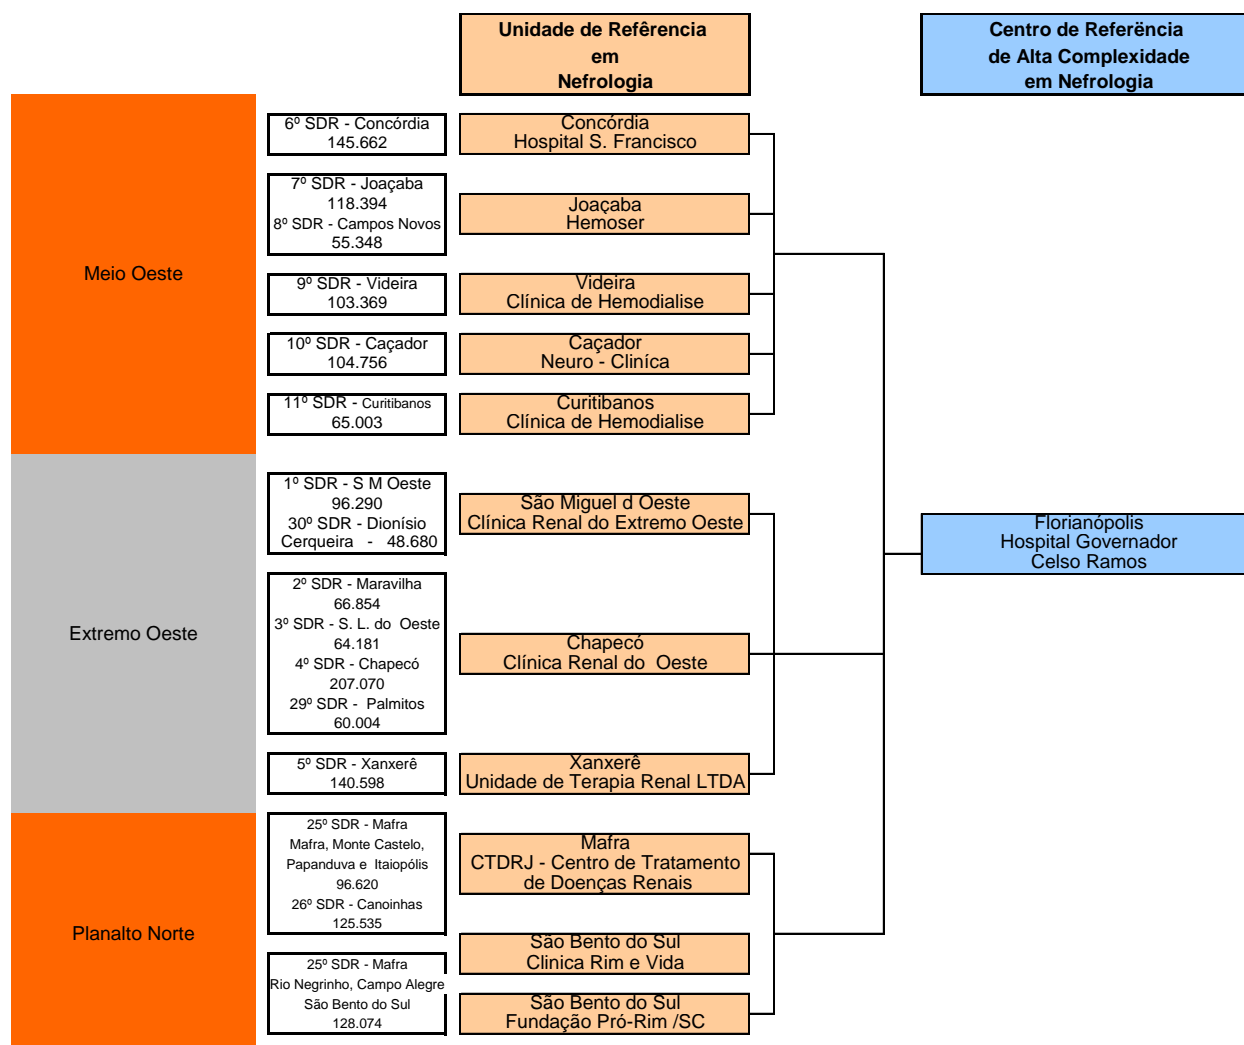 Unidade de Refêrencia
em
Nefrologia
Centro de Referëncia
de Alta Complexidade
em Nefrologia
Meio Oeste
6º SDR - Concórdia
145.662
Concórdia
Hospital S. Francisco
7º SDR - Joaçaba
118.394
8º SDR - Campos Novos
55.348
Joaçaba
Hemoser
9º SDR - Videira
103.369
Videira
Clínica de Hemodialise
10º SDR - Caçador
104.756
Caçador
Neuro - Cliníca
11º SDR - Curitibanos
65.003
Curitibanos
Clínica de Hemodialise
Extremo Oeste
1º SDR - S M Oeste
96.290
30º SDR - Dionísio
Cerqueira - 48.680
São Miguel d Oeste
Clínica Renal do Extremo Oeste
2º SDR - Maravilha
66.854
3º SDR - S. L. do Oeste
64.181
4º SDR - Chapecó
207.070
29º SDR - Palmitos
60.004
Chapecó
Clínica Renal do Oeste
5º SDR - Xanxerê
140.598
Xanxerê
Unidade de Terapia Renal LTDA
Florianópolis
Hospital Governador
Celso Ramos
Planalto Norte
25º SDR - Mafra
Mafra, Monte Castelo,
Papanduva e Itaiopólis
96.620
26º SDR - Canoinhas
125.535
Mafra
CTDRJ - Centro de Tratamento
de Doenças Renais
São Bento do Sul
Clinica Rim e Vida
25º SDR - Mafra
Rio Negrinho, Campo Alegre
São Bento do Sul
128.074
São Bento do Sul
Fundação Pró-Rim /SC